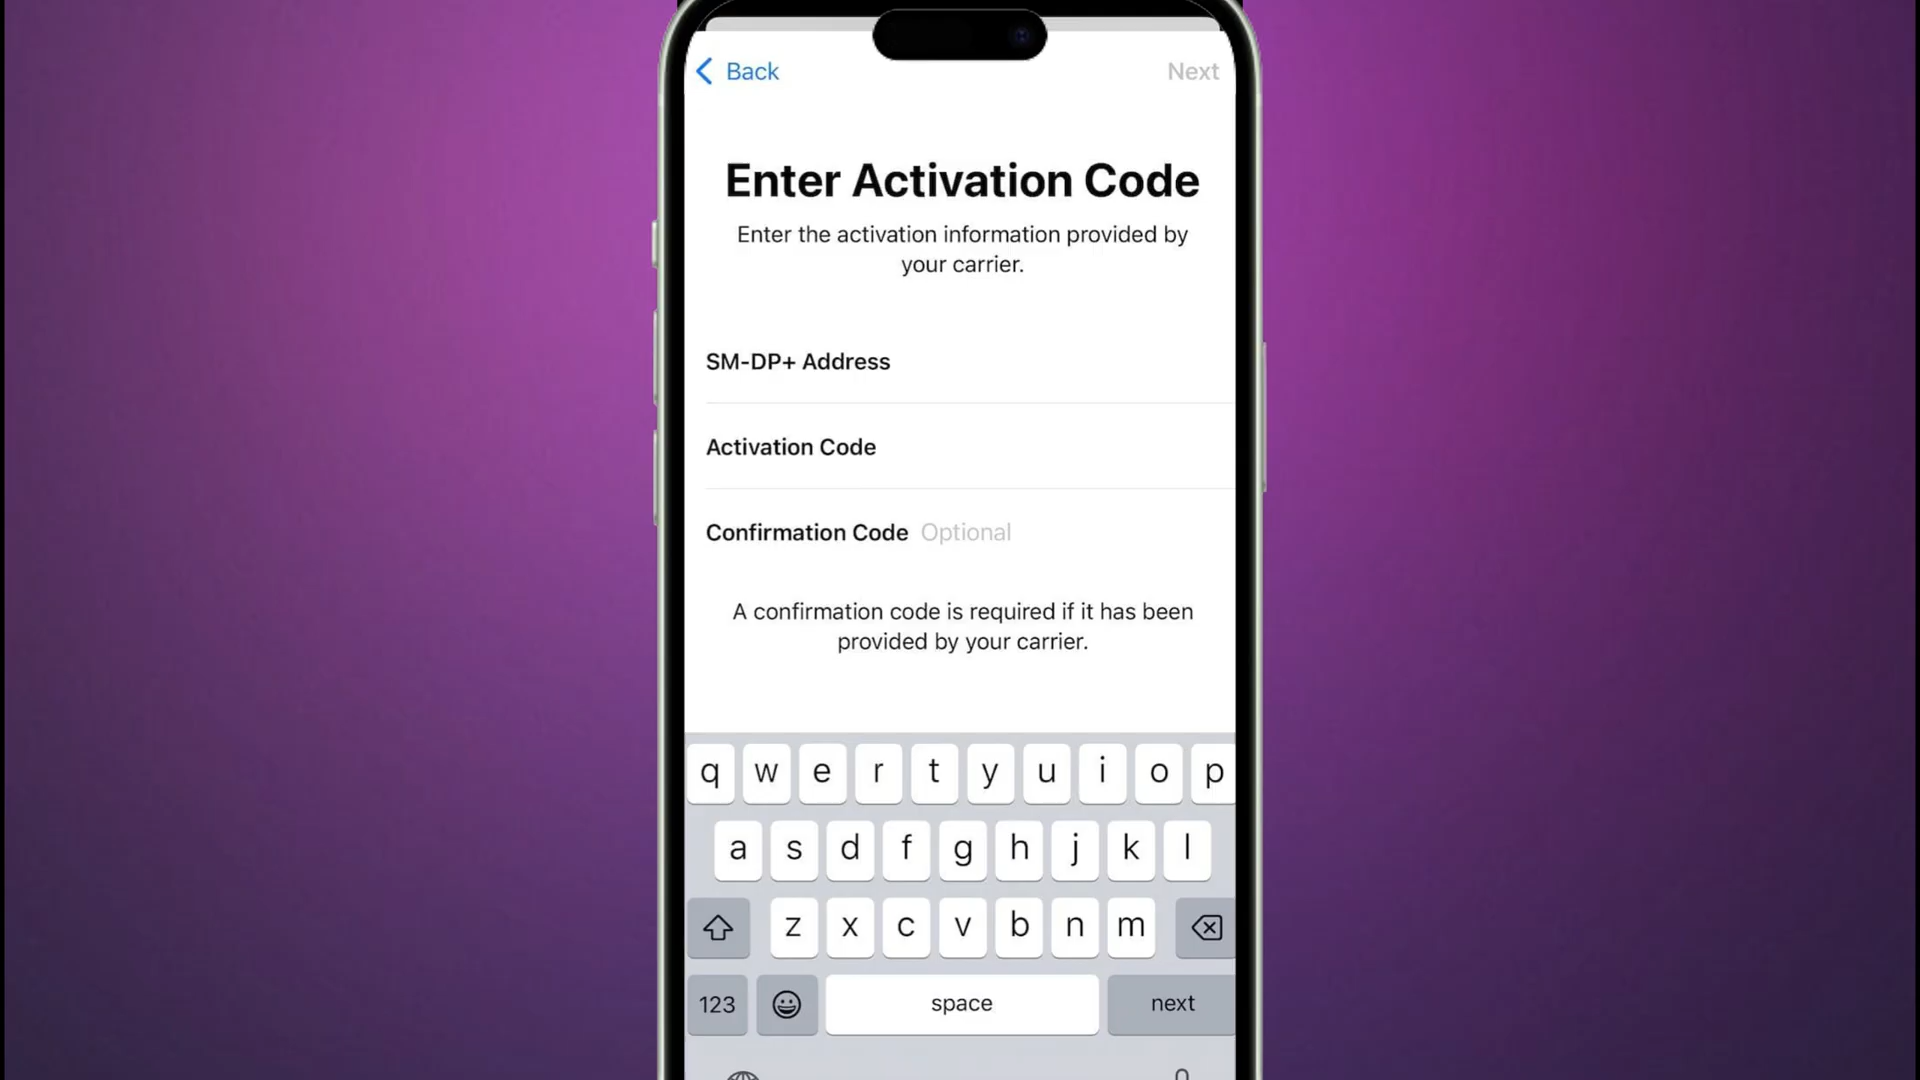 Back
Next
Enter Activation Code
Enter the activation information provided by
your carrier.
SM-DP+ Address
Activation Code
Confirmation Code Optional
A confirmation code is required if it has been
provided by your carrier.
q w e r t y u i o p
a s d f g h j k l
z x c v b n m
123 space next